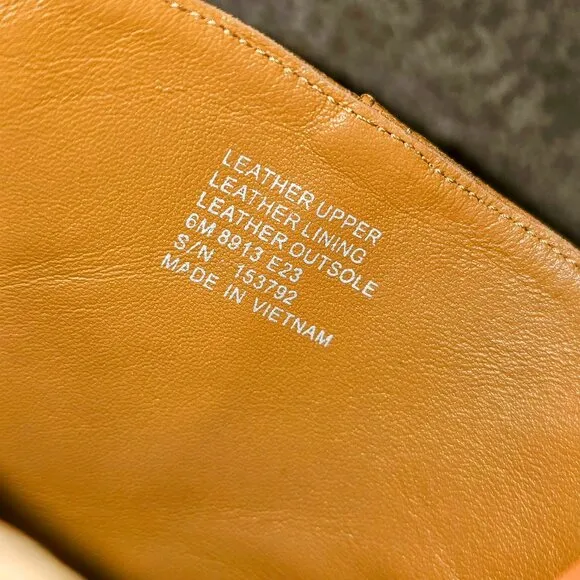 LEATHER UPPER
LEATHER LINING
LEATHER OUTSOLE
6M 8913 E23
S/N 153792
MADE IN VIETNAM